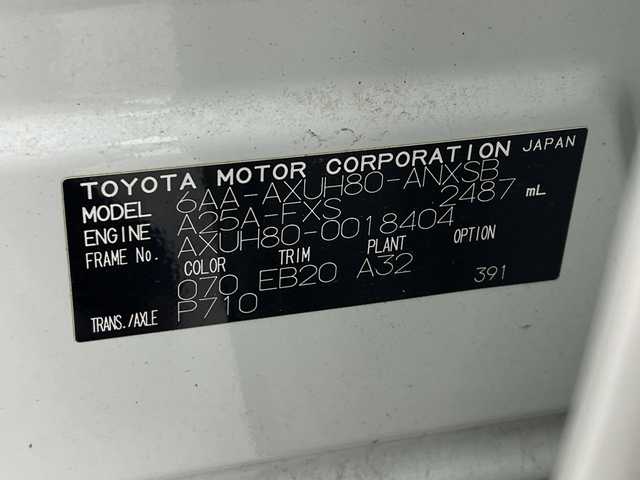 TOYOTA MOTOR CORPORATION JAPAN
MODEL 6AA-AXUH80-ANXSB
ENGINE A25A-FXS 2487 mL
FRAME No. AXUH80-0018404
COLOR TRIM PLANT OPTION
070 EB20 A32 391
TRANS./AXLE P710